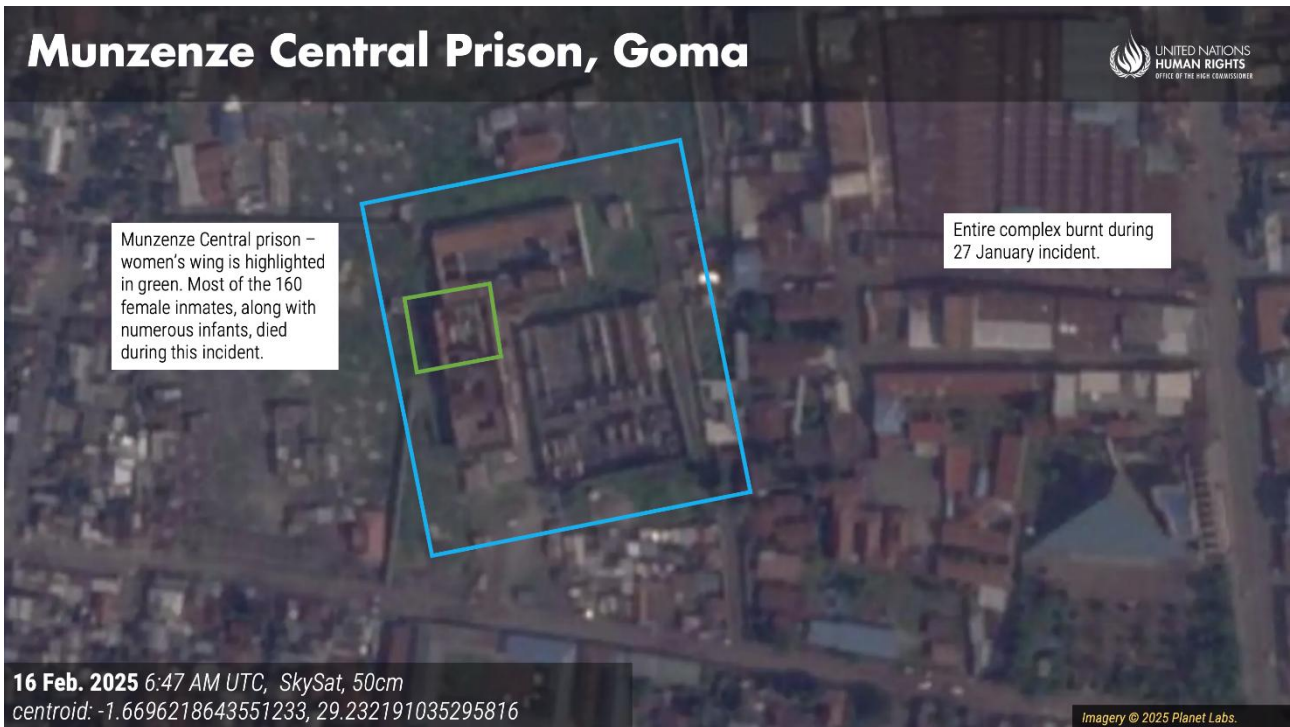 Munzenze Central Prison, Goma
UNITED NATIONS
HUMAN RIGHTS
OFFICE OF THE HIGH COMMISSIONER
Munzenze Central prison –
women’s wing is highlighted
in green. Most of the 160
female inmates, along with
numerous infants, died
during this incident.
Entire complex burnt during
27 January incident.
16 Feb. 2025 6:47 AM UTC, SkySat, 50cm
centroid: -1.6696218643551233, 29.232191035295816
Imagery © 2025 Planet Labs.